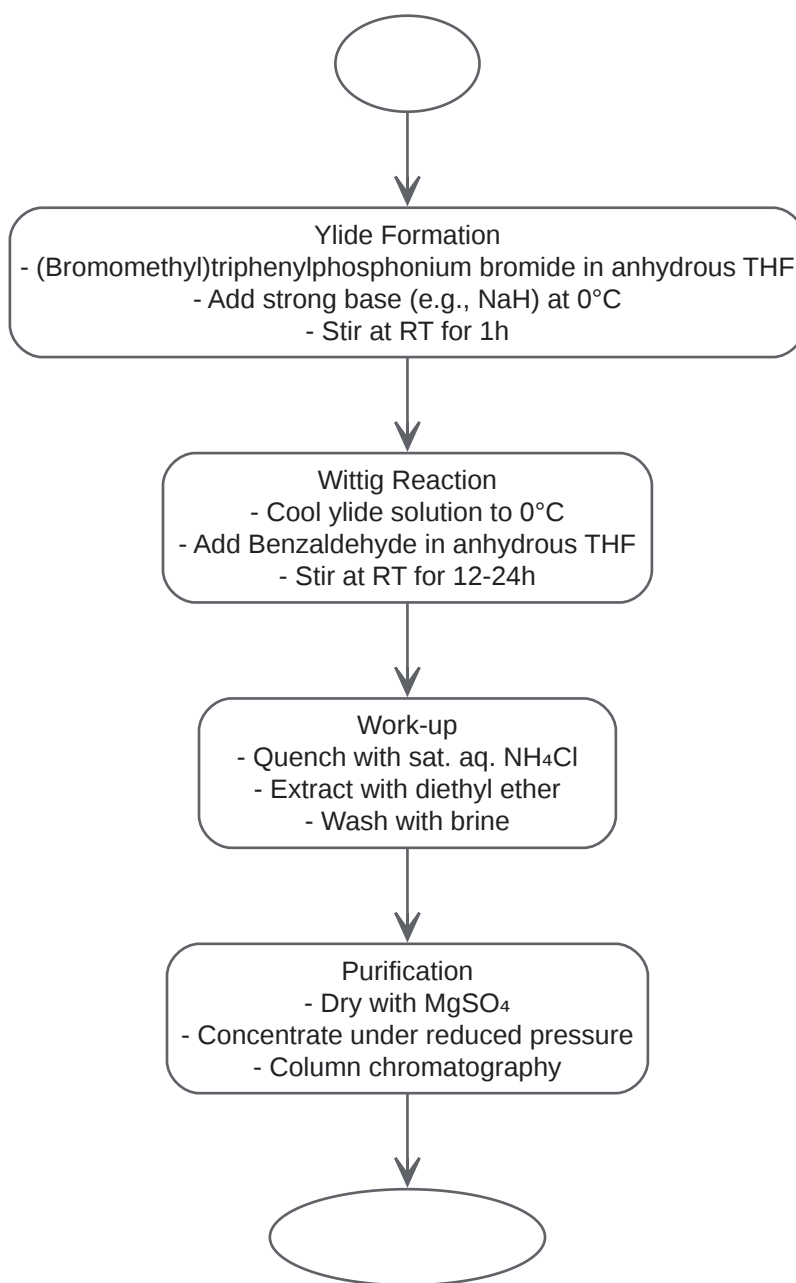 Ylide Formation
- (Bromomethyl)triphenylphosphonium bromide in anhydrous THF
- Add strong base (e.g., NaH) at 0°C
- Stir at RT for 1h
Wittig Reaction
- Cool ylide solution to 0°C
- Add Benzaldehyde in anhydrous THF
- Stir at RT for 12-24h
Work-up
- Quench with sat. aq. NH₄Cl
- Extract with diethyl ether
- Wash with brine
Purification
- Dry with MgSO₄
- Concentrate under reduced pressure
- Column chromatography